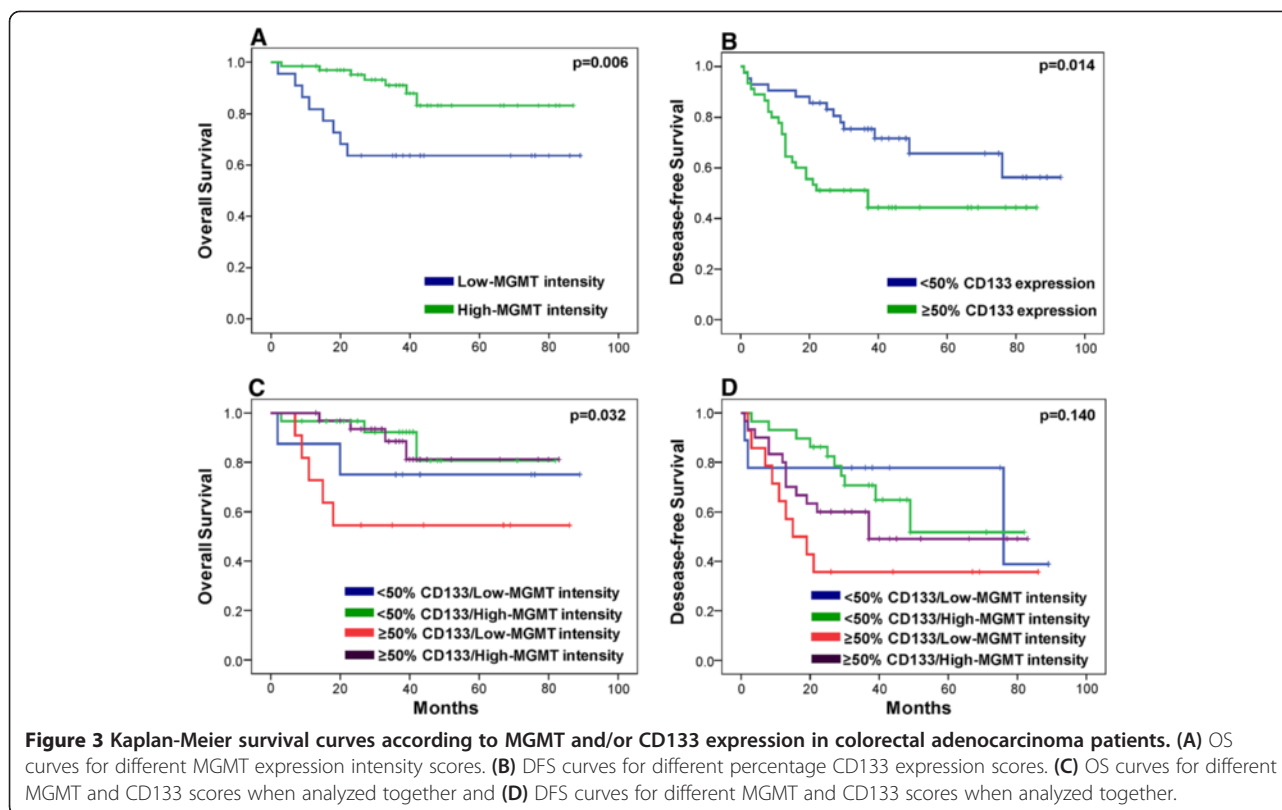 A
p=0.006
Overall Survival
1.0
0.8
0.6
0.4
0.2
0.0
Low-MGMT intensity
High-MGMT intensity
0 20 40 60 80 100
B
p=0.014
Desease-free Survival
1.0
0.8
0.6
0.4
0.2
0.0
<50% CD133 expression
≥50% CD133 expression
0 20 40 60 80 100
C
p=0.032
Overall Survival
1.0
0.8
0.6
0.4
0.2
0.0
<50% CD133/Low-MGMT intensity
<50% CD133/High-MGMT intensity
≥50% CD133/Low-MGMT intensity
≥50% CD133/High-MGMT intensity
0 20 40 60 80 100
Months
D
p=0.140
Desease-free Survival
1.0
0.8
0.6
0.4
0.2
0.0
<50% CD133/Low-MGMT intensity
<50% CD133/High-MGMT intensity
≥50% CD133/Low-MGMT intensity
≥50% CD133/High-MGMT intensity
0 20 40 60 80 100
Months
Figure 3 Kaplan-Meier survival curves according to MGMT and/or CD133 expression in colorectal adenocarcinoma patients. (A) OS
curves for different MGMT expression intensity scores. (B) DFS curves for different percentage CD133 expression scores. (C) OS curves for different
MGMT and CD133 scores when analyzed together and (D) DFS curves for different MGMT and CD133 scores when analyzed together.